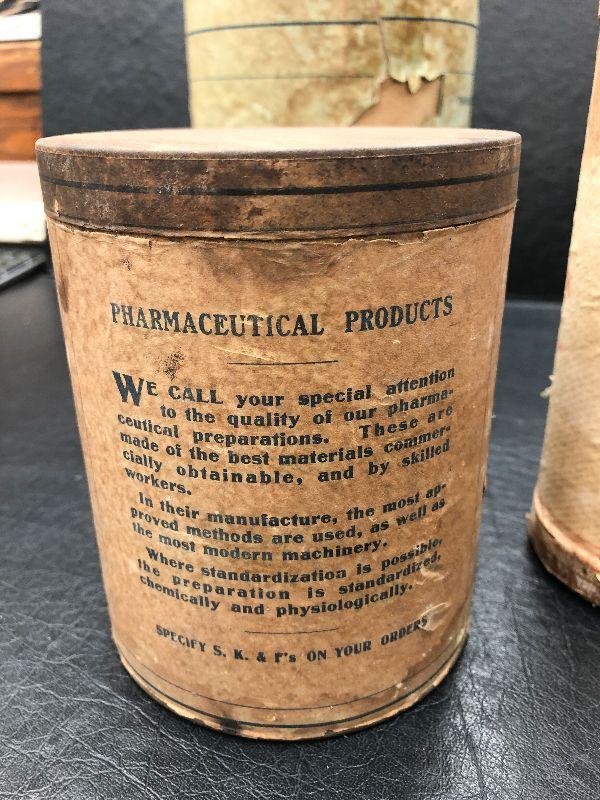 PHARMACEUTICAL PRODUCTS
WE CALL your special attention
to the quality of our pharma-
ceutical preparations. These are
made of the best materials commer-
cially obtainable, and by skilled
workers.
In their manufacture, the most ap-
proved methods are used, as well as
the most modern machinery.
Where standardization is possible,
the preparation is standardized,
chemically and physiologically.
SPECIFY S. K. & F's ON YOUR ORDERS